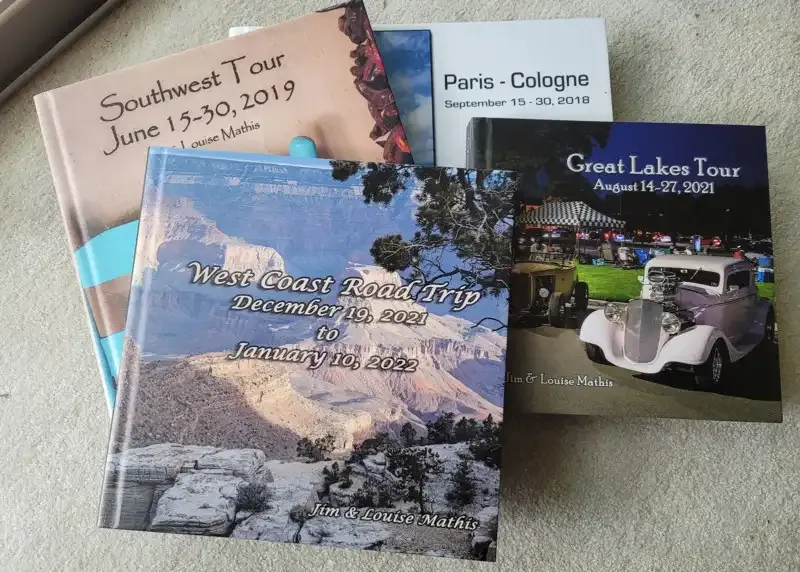 Southwest Tour
June 15-30, 2019
Louise Mathis
Paris - Cologne
September 15 - 30, 2018
Great Lakes Tour
August 14-27, 2021
Jim & Louise Mathis
West Coast Road Trip
December 19, 2021
to
January 10, 2022
Jim & Louise Mathis